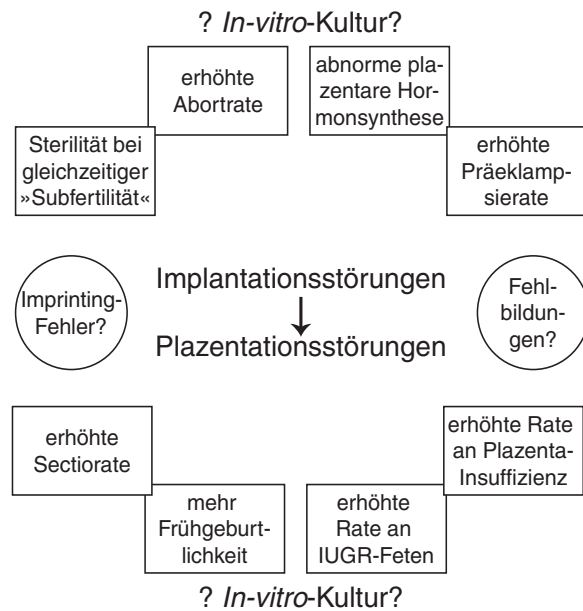 ? In-vitro-Kultur?
erhöhte
Abortrate
abnorme pla-
zentare Hor-
monsynthese
Sterilität bei
gleichzeitiger
»Subfertilität«
erhöhte
Präeklamp-
sierate
Imprinting-
Fehler?
Implantationsstörungen
Plazentationsstörungen
Fehl-
bildun-
gen?
erhöhte
Sectiorate
mehr
Frühgeburt-
lichkeit
erhöhte
Rate an
IUGR-Feten
erhöhte Rate
an Plazenta-
Insuffizienz
? In-vitro-Kultur?